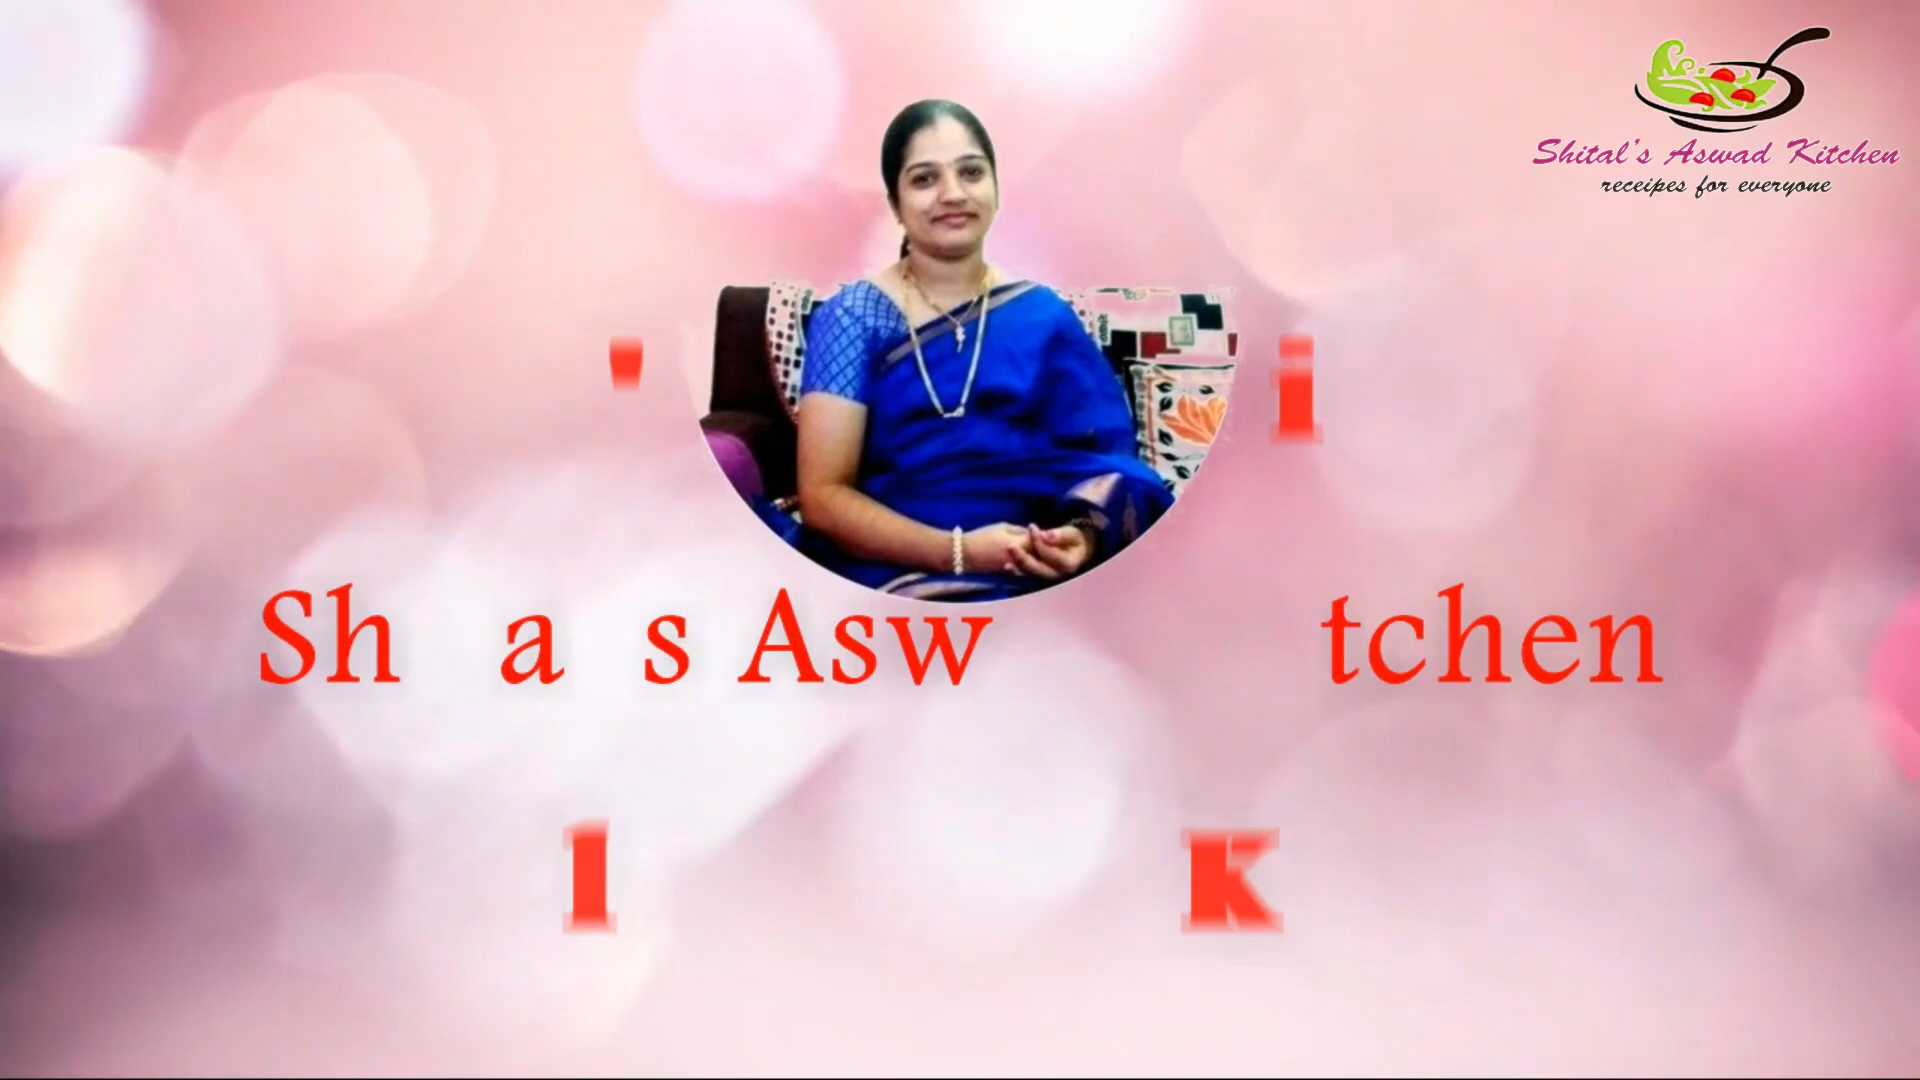 Shital's Aswad Kitchen
receipes for everyone
' i
Sh a s Asw tchen
l K